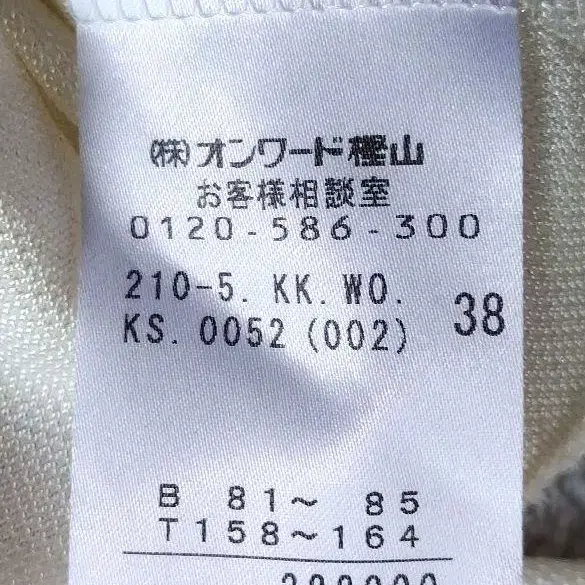 (株)オンワード樫山
お客様相談室
0120-586-300
210-5. KK. WO.
KS. 0052 (002) 38
B 81~ 85
T158~164